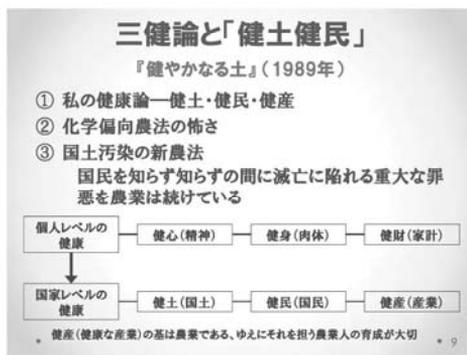 三健論と「健土健民」
『健やかなる土』(1989年)
① 私の健康論―健土・健民・健産
② 化学偏向農法の怖さ
③ 国土汚染の新農法
国民を知らず知らずの間に滅亡に陥れる重大な罪
悪を農業は続けている
個人レベルの
健康
健心(精神)
健身(肉体)
健財(家計)
国家レベルの
健康
健土(国土)
健民(国民)
健産(産業)
* 健産(健康な産業)の基は農業である、ゆえにそれを担う農業人の育成が大切
* 9